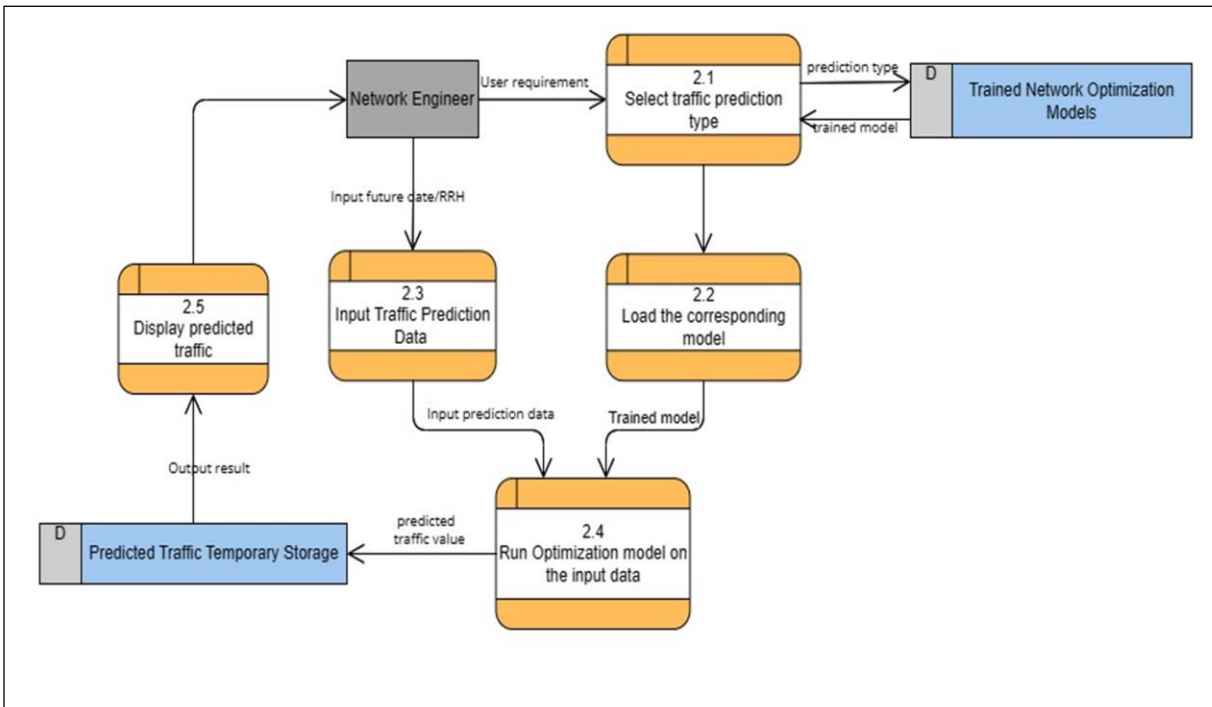 2.1
Select traffic prediction
type
prediction type
D
Trained Network Optimization
Models
trained model
Network Engineer
User requirement
Input future date/RRH
2.5
Display predicted
traffic
2.3
Input Traffic Prediction
Data
2.2
Load the corresponding
model
Input prediction data
Trained model
Output result
D
Predicted Traffic Temporary Storage
predicted
traffic value
2.4
Run Optimization model on
the input data